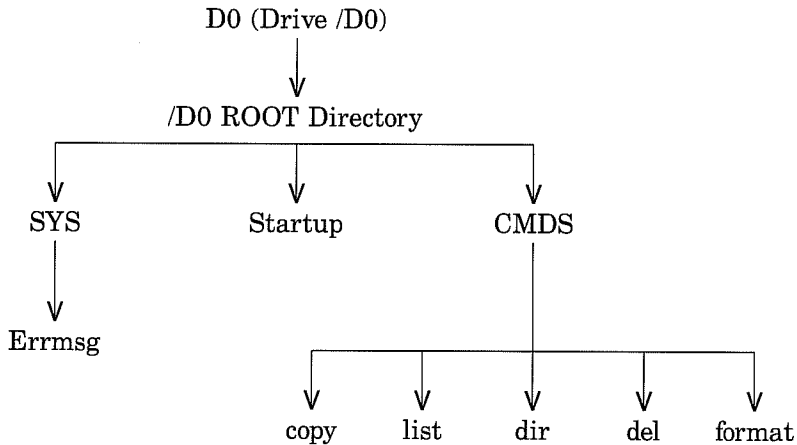 D0 (Drive /D0)
/D0 ROOT Directory
SYS Startup CMDS
Errmsg
copy list dir del format